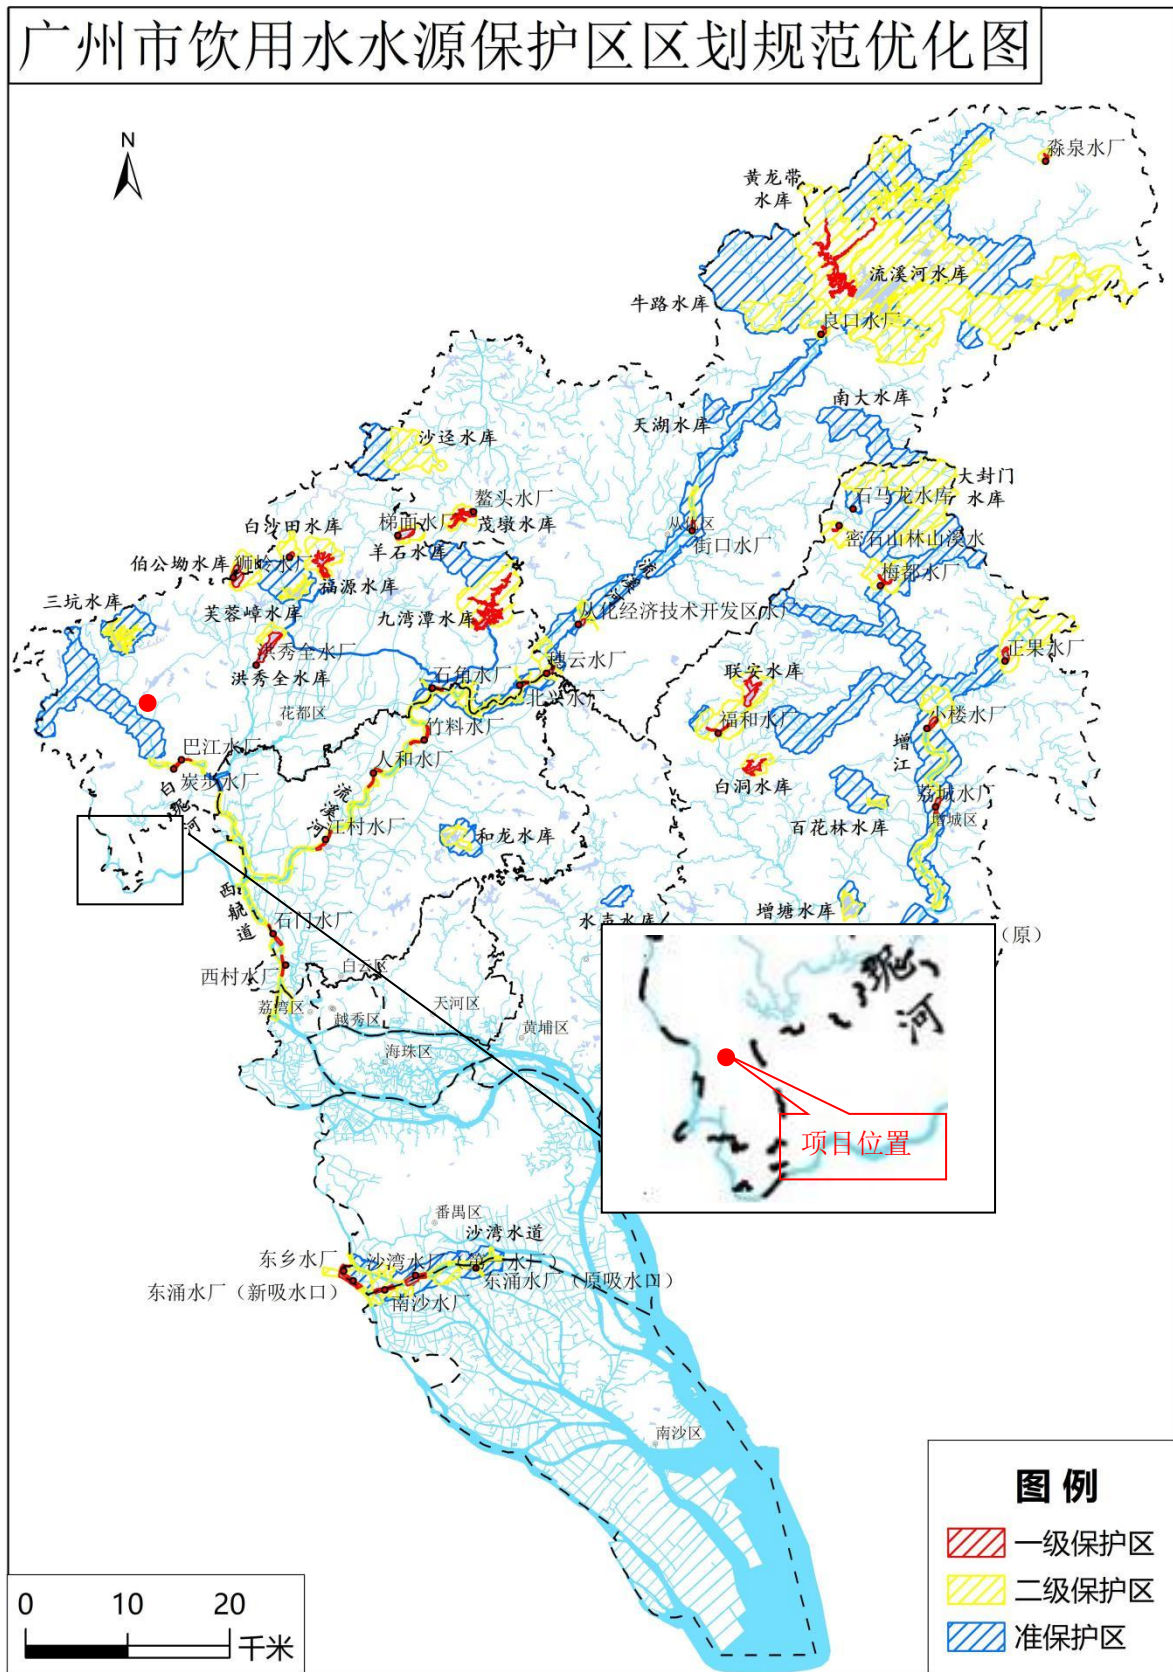 广州市饮用水水源保护区区划规范优化图
N
淼泉水厂
黄龙带
水库
流溪河水库
牛路水库
良口水厂
南大水库
天湖水库
沙迳水库
大封门
水库
石马龙水库
鳌头水厂
梯面水厂
茂墩水库
从化区
街口水厂
密石山林山溪水
白沙田水库
羊石水库
伯公坳水库
狮岭水厂
福源水库
梅都水厂
流溪河
三坑水库
芙蓉嶂水库
九湾潭水库
从化经济技术开发区水厂
洪秀全水厂
洪秀全水库
穗云水厂
正果水厂
石角水厂
北兴水厂
联安水库
花都区
竹料水厂
福和水厂
小楼水厂
巴江水厂
炭步水厂
人和水厂
增江
白坭河
流溪河
白洞水库
荔城水厂
增城区
江村水厂
和龙水库
百花林水库
西航道
石门水厂
水声水库
增塘水库
（原）
西村水厂
白云区
荔湾区
越秀区
天河区
黄埔区
海珠区
坭河
项目位置
番禺区
沙湾水道
东乡水厂
沙湾水厂（第一水厂）
东涌水厂（新吸水口）
东涌水厂（原吸水口）
南沙水厂
南沙区
图 例
一级保护区
二级保护区
准保护区
0 10 20
千米